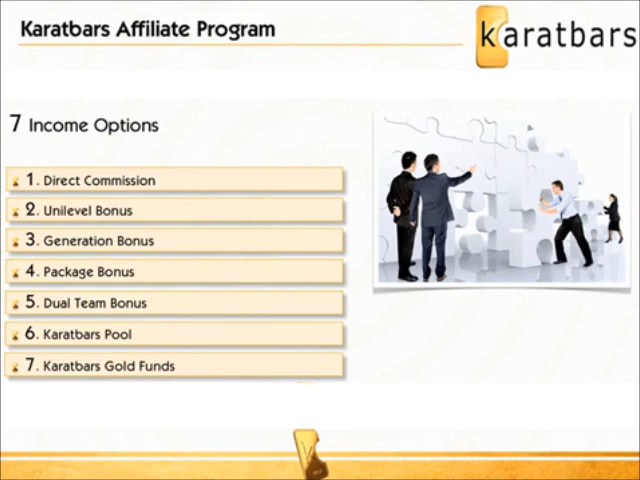 Karatbars Affiliate Program
karatbars
7 Income Options
1. Direct Commission
2. Unilevel Bonus
3. Generation Bonus
4. Package Bonus
5. Dual Team Bonus
6. Karatbars Pool
7. Karatbars Gold Funds